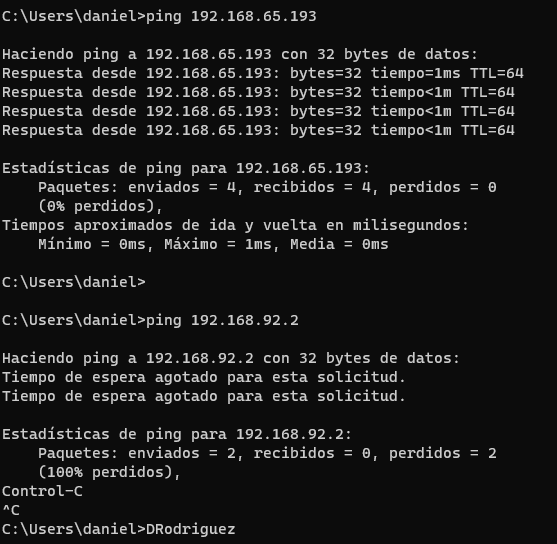 C:\Users\daniel>ping 192.168.65.193
Haciendo ping a 192.168.65.193 con 32 bytes de datos:
Respuesta desde 192.168.65.193: bytes=32 tiempo=1ms TTL=64
Respuesta desde 192.168.65.193: bytes=32 tiempo<1m TTL=64
Respuesta desde 192.168.65.193: bytes=32 tiempo<1m TTL=64
Respuesta desde 192.168.65.193: bytes=32 tiempo<1m TTL=64
Estadísticas de ping para 192.168.65.193:
Paquetes: enviados = 4, recibidos = 4, perdidos = 0
(0% perdidos),
Tiempos aproximados de ida y vuelta en milisegundos:
Mínimo = 0ms, Máximo = 1ms, Media = 0ms
C:\Users\daniel>
C:\Users\daniel>ping 192.168.92.2
Haciendo ping a 192.168.92.2 con 32 bytes de datos:
Tiempo de espera agotado para esta solicitud.
Tiempo de espera agotado para esta solicitud.
Estadísticas de ping para 192.168.92.2:
Paquetes: enviados = 2, recibidos = 0, perdidos = 2
(100% perdidos),
Control-C
^C
C:\Users\daniel>DRodriguez